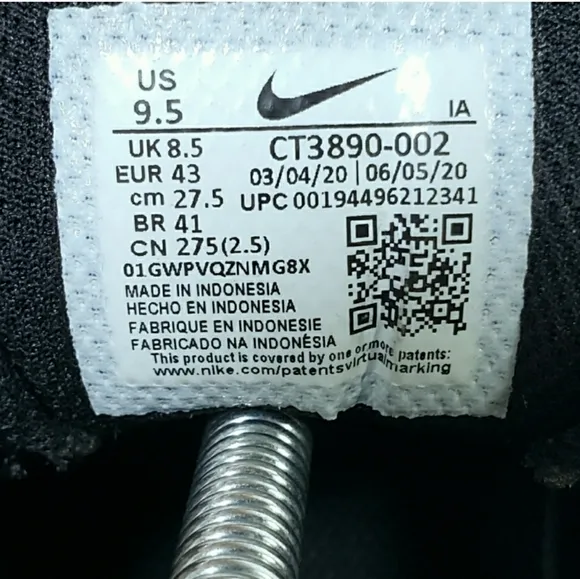 US
9.5
IA
UK 8.5
CT3890-002
EUR 43
03/04/20 | 06/05/20
cm 27.5
UPC 00194496212341
BR 41
CN 275(2.5)
01GWPVQZNMG8X
MADE IN INDONESIA
HECHO EN INDONESIA
FABRIQUE EN INDONESIE
FABRICADO NA INDONÉSIA
This product is covered by one or more patents:
www.nike.com/patentsvirtualmarking